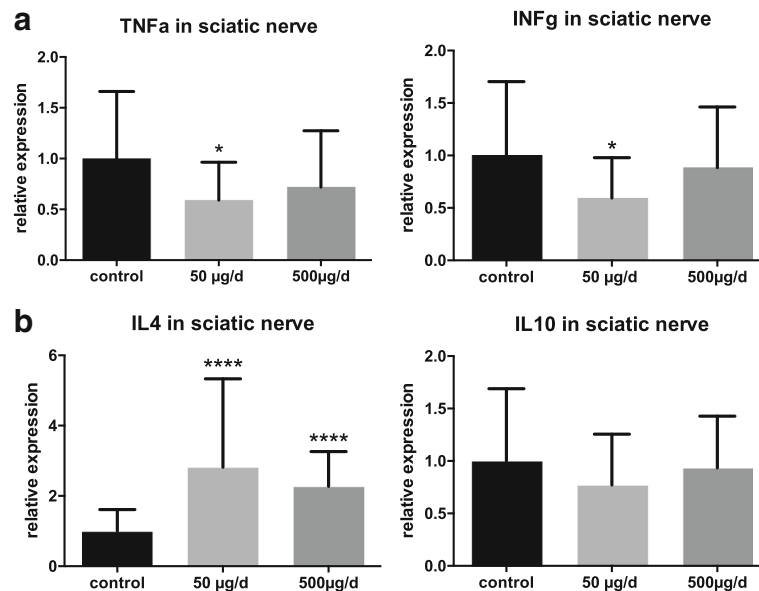 a
TNFa in sciatic nerve
relative expression
2.0
1.5
1.0
0.5
0.0
*
control
50 µg/d
500µg/d
INFg in sciatic nerve
relative expression
2.0
1.5
1.0
0.5
0.0
*
control
50 µg/d
500µg/d
b
IL4 in sciatic nerve
relative expression
6
4
2
0
****
****
control
50 µg/d
500µg/d
IL10 in sciatic nerve
relative expression
2.0
1.5
1.0
0.5
0.0
control
50 µg/d
500µg/d